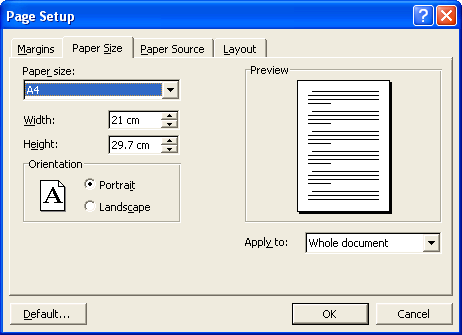 Page Setup
Margins Paper Size Paper Source Layout
Paper size:
A4
Width: 21 cm
Height: 29.7 cm
Orientation
A
Portrait
Landscape
Preview
Apply to: Whole document
Default... OK Cancel